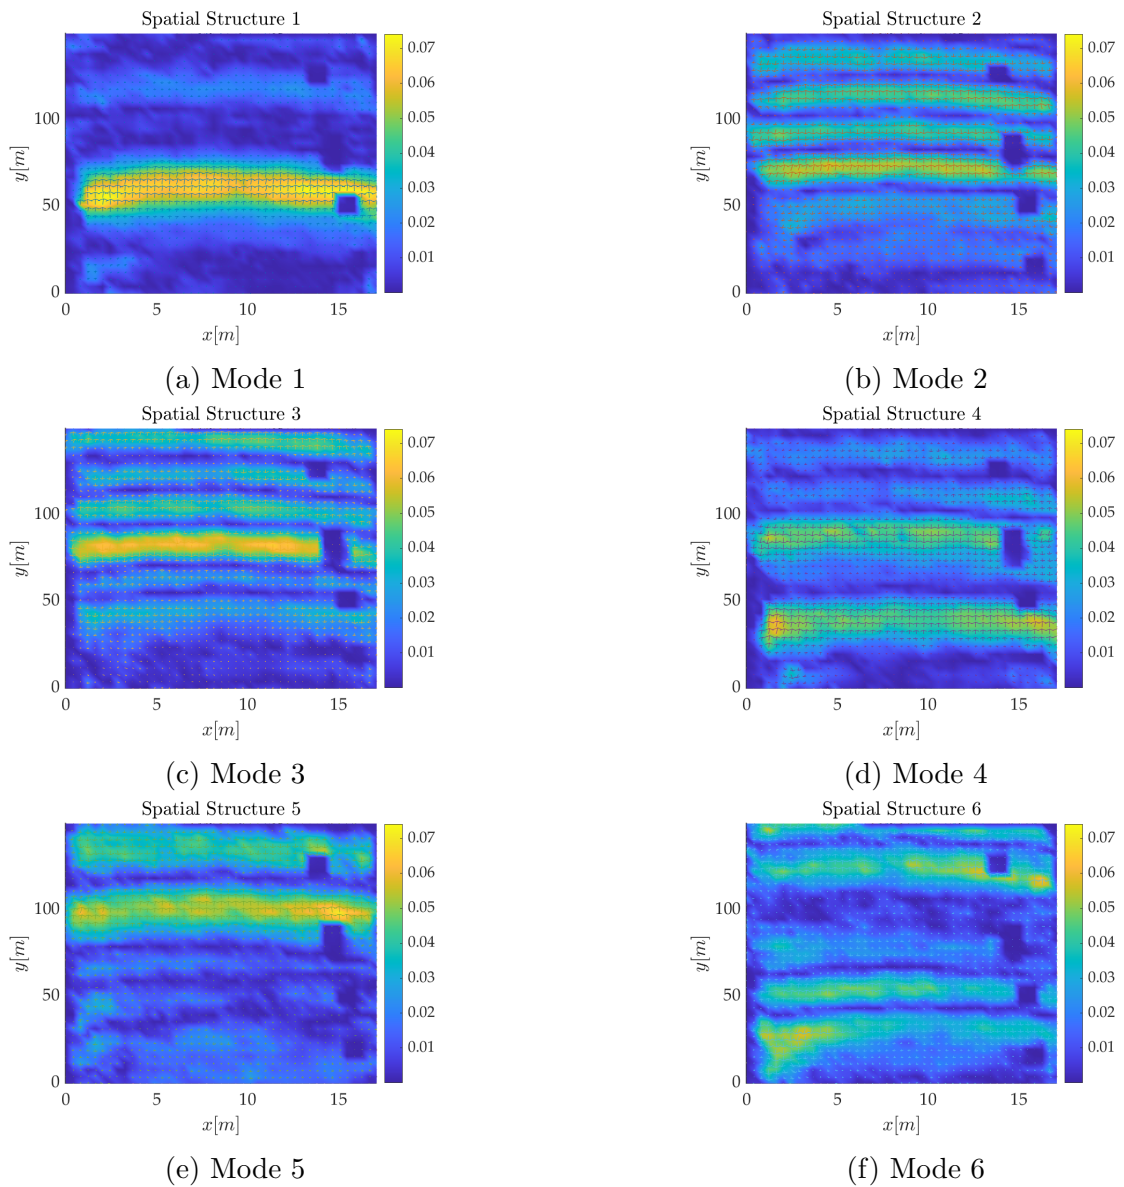 Spatial Structure 1
0.07
0.06
0.05
0.04
0.03
0.02
0.01
100
50
0
y[m]
0 5 10 15
x[m]
(a) Mode 1
Spatial Structure 2
0.07
0.06
0.05
0.04
0.03
0.02
0.01
100
50
0
y[m]
0 5 10 15
x[m]
(b) Mode 2
Spatial Structure 3
0.07
0.06
0.05
0.04
0.03
0.02
0.01
100
50
0
y[m]
0 5 10 15
x[m]
(c) Mode 3
Spatial Structure 4
0.07
0.06
0.05
0.04
0.03
0.02
0.01
100
50
0
y[m]
0 5 10 15
x[m]
(d) Mode 4
Spatial Structure 5
0.07
0.06
0.05
0.04
0.03
0.02
0.01
100
50
0
y[m]
0 5 10 15
x[m]
(e) Mode 5
Spatial Structure 6
0.07
0.06
0.05
0.04
0.03
0.02
0.01
100
50
0
y[m]
0 5 10 15
x[m]
(f) Mode 6